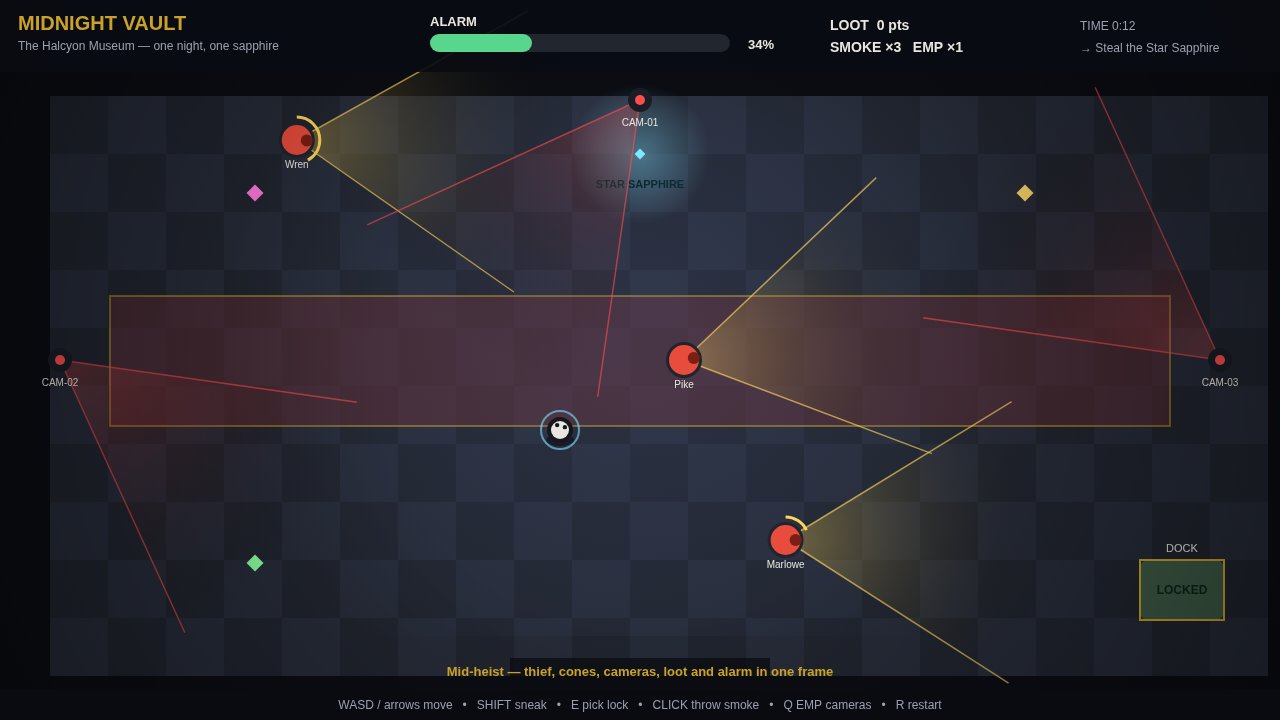 MIDNIGHT VAULT
The Halcyon Museum — one night, one sapphire
ALARM
34%
LOOT 0 pts
SMOKE ×3 EMP ×1
TIME 0:12
→ Steal the Star Sapphire
CAM-01
Wren
STAR SAPPHIRE
CAM-02
Pike
CAM-03
Marlowe
DOCK
LOCKED
Mid-heist — thief, cones, cameras, loot and alarm in one frame
WASD / arrows move • SHIFT sneak • E pick lock • CLICK throw smoke • Q EMP cameras • R restart